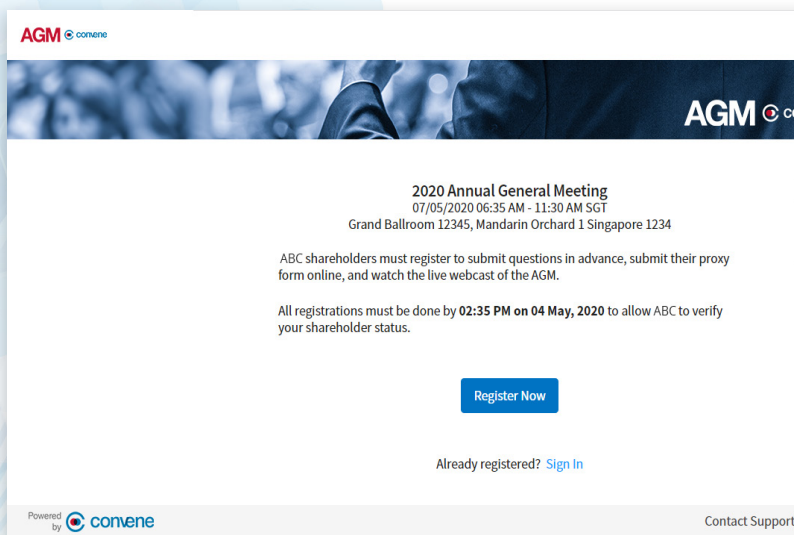 AGM convene
AGM co
2020 Annual General Meeting
07/05/2020 06:35 AM - 11:30 AM SGT
Grand Ballroom 12345, Mandarin Orchard 1 Singapore 1234
ABC shareholders must register to submit questions in advance, submit their proxy
form online, and watch the live webcast of the AGM.
All registrations must be done by 02:35 PM on 04 May, 2020 to allow ABC to verify
your shareholder status.
Register Now
Already registered? Sign In
Powered
by convene
Contact Support